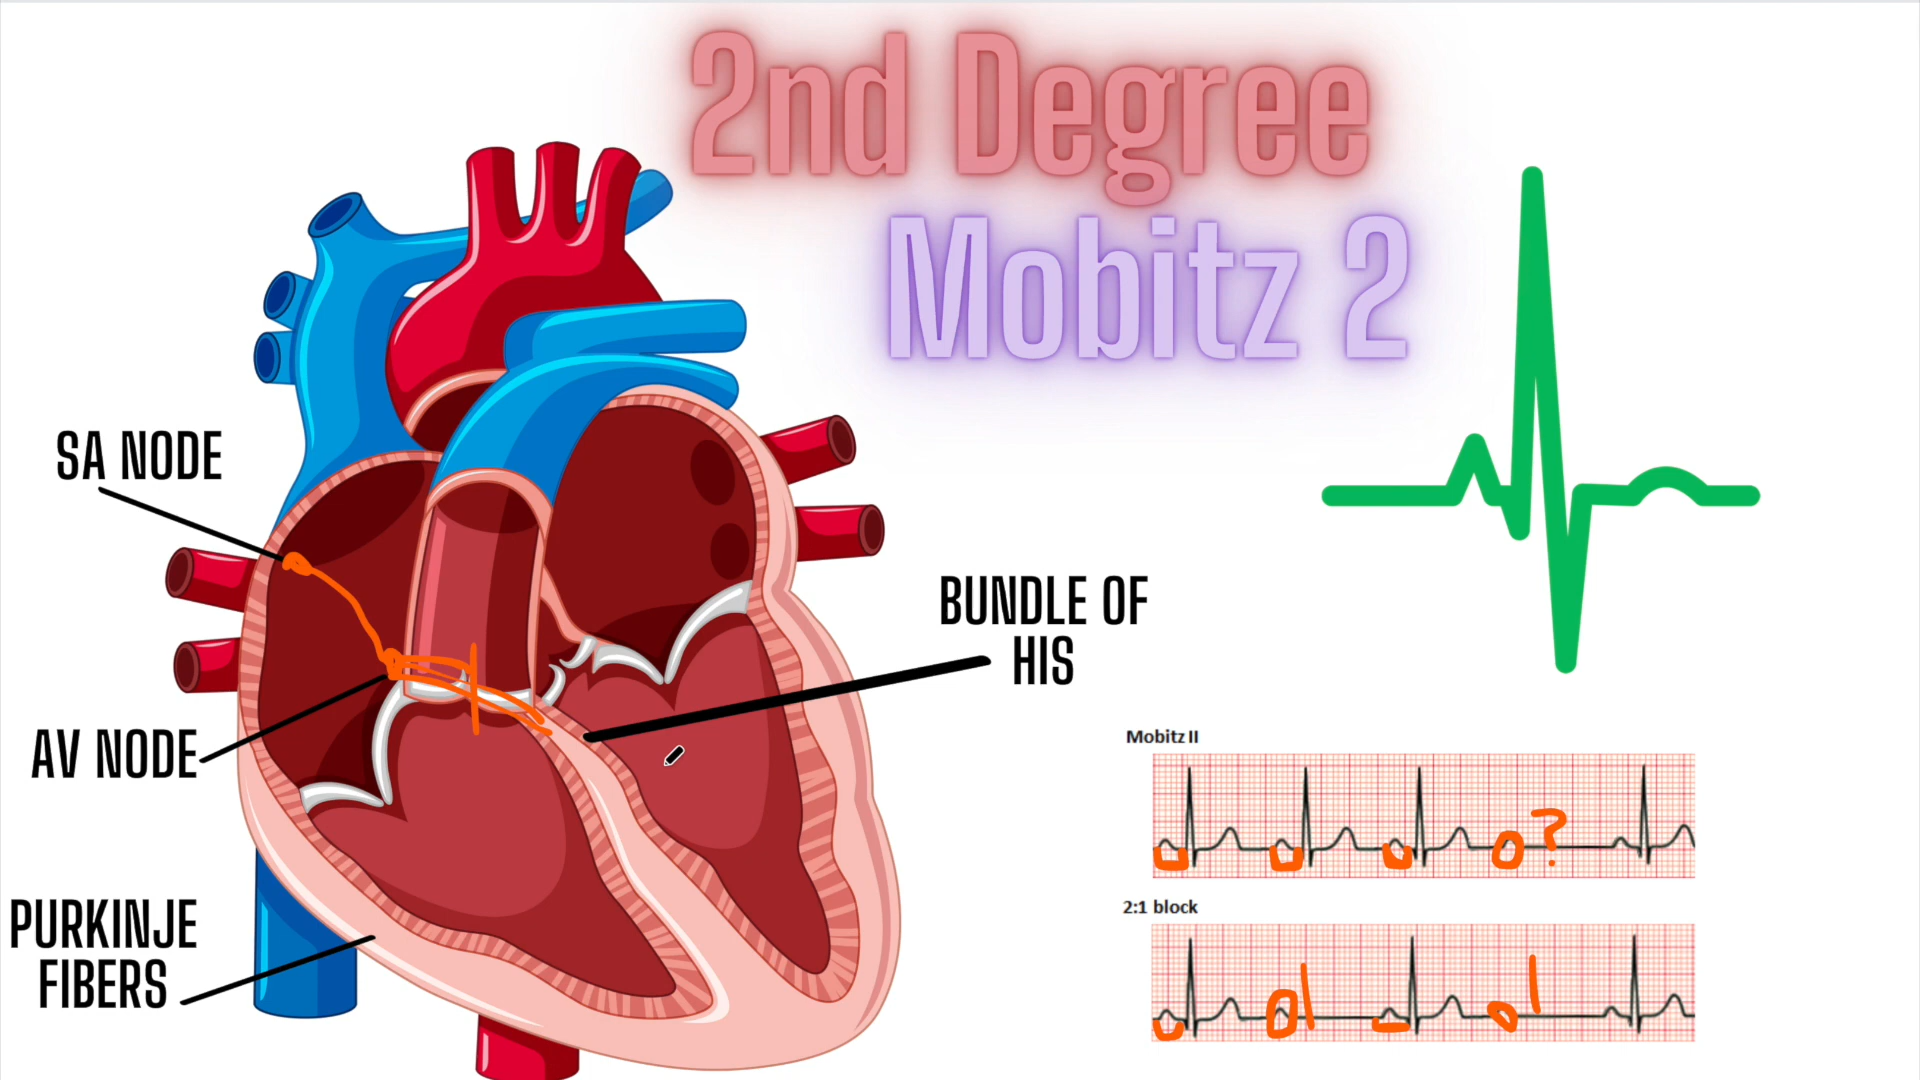 2nd Degree
Mobitz 2
SA NODE
BUNDLE OF
HIS
AV NODE
Mobitz II
?
2:1 block
PURKINJE
FIBERS